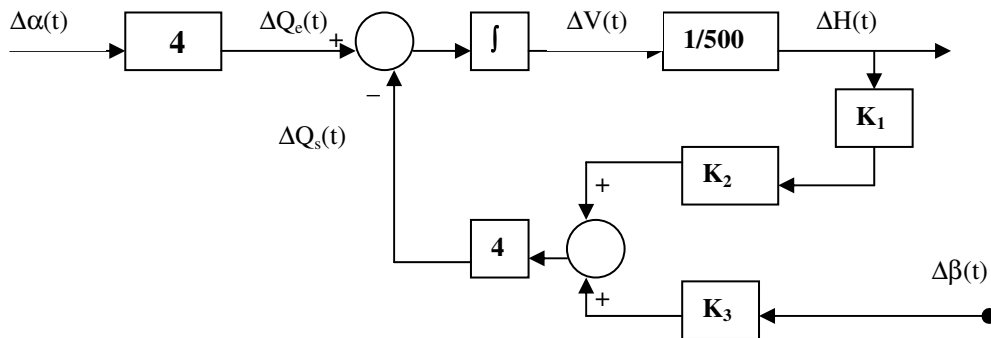 Δα(t)
4
ΔQₑ(t)
+
∫
ΔV(t)
1/500
ΔH(t)
−
K₁
ΔQₛ(t)
K₂
+
4
+
K₃
Δβ(t)